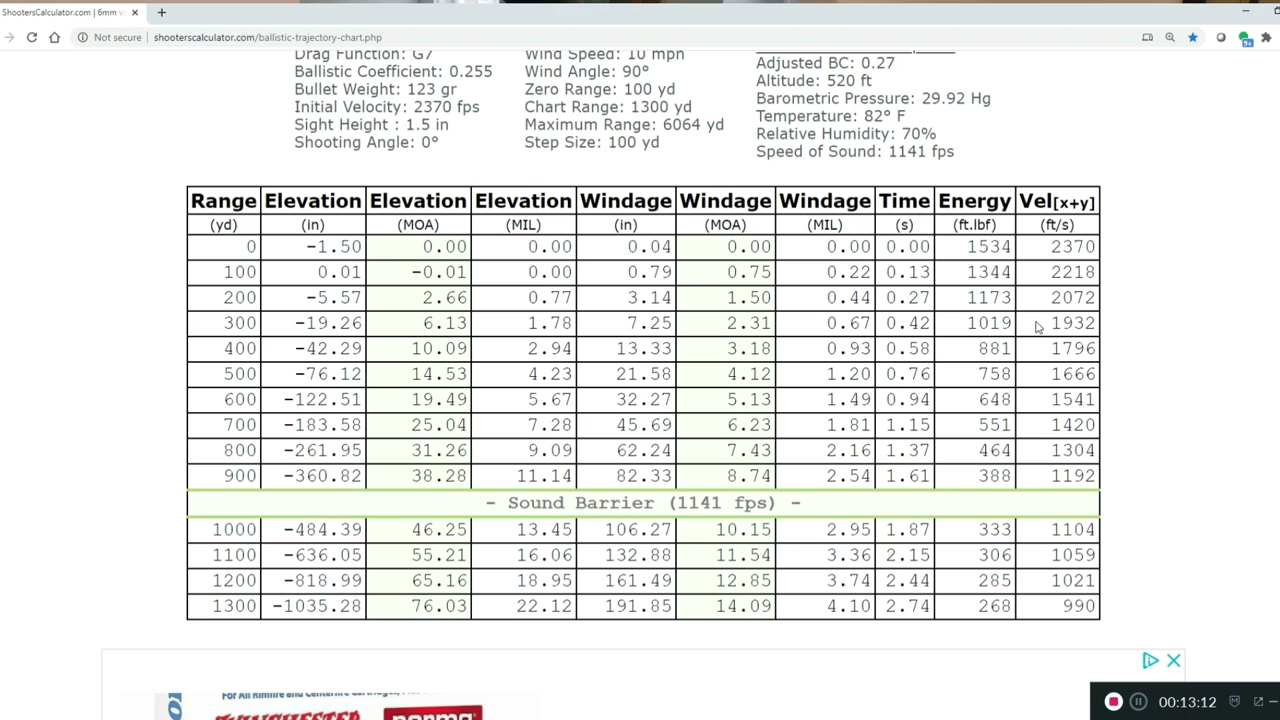 ShootersCalculator.com | 6mm v
Not secure shooterscalculator.com/ballistic-trajectory-chart.php
9+
Drag Function: G7
Ballistic Coefficient: 0.255
Bullet Weight: 123 gr
Initial Velocity: 2370 fps
Sight Height : 1.5 in
Shooting Angle: 0°
Wind Speed: 10 mph
Wind Angle: 90°
Zero Range: 100 yd
Chart Range: 1300 yd
Maximum Range: 6064 yd
Step Size: 100 yd
Adjusted BC: 0.27
Altitude: 520 ft
Barometric Pressure: 29.92 Hg
Temperature: 82° F
Relative Humidity: 70%
Speed of Sound: 1141 fps
Range Elevation Elevation Elevation Windage Windage Windage Time Energy Vel[x+y]
(yd) (in) (MOA) (MIL) (in) (MOA) (MIL) (s) (ft.lbf) (ft/s)
0 -1.50 0.00 0.00 0.04 0.00 0.00 0.00 1534 2370
100 0.01 -0.01 0.00 0.79 0.75 0.22 0.13 1344 2218
200 -5.57 2.66 0.77 3.14 1.50 0.44 0.27 1173 2072
300 -19.26 6.13 1.78 7.25 2.31 0.67 0.42 1019 1932
400 -42.29 10.09 2.94 13.33 3.18 0.93 0.58 881 1796
500 -76.12 14.53 4.23 21.58 4.12 1.20 0.76 758 1666
600 -122.51 19.49 5.67 32.27 5.13 1.49 0.94 648 1541
700 -183.58 25.04 7.28 45.69 6.23 1.81 1.15 551 1420
800 -261.95 31.26 9.09 62.24 7.43 2.16 1.37 464 1304
900 -360.82 38.28 11.14 82.33 8.74 2.54 1.61 388 1192
- Sound Barrier (1141 fps) -
1000 -484.39 46.25 13.45 106.27 10.15 2.95 1.87 333 1104
1100 -636.05 55.21 16.06 132.88 11.54 3.36 2.15 306 1059
1200 -818.99 65.16 18.95 161.49 12.85 3.74 2.44 285 1021
1300 -1035.28 76.03 22.12 191.85 14.09 4.10 2.74 268 990
For All Rimfire and Centerfire Cartridges,
WINCHESTER
norma
00:13:12